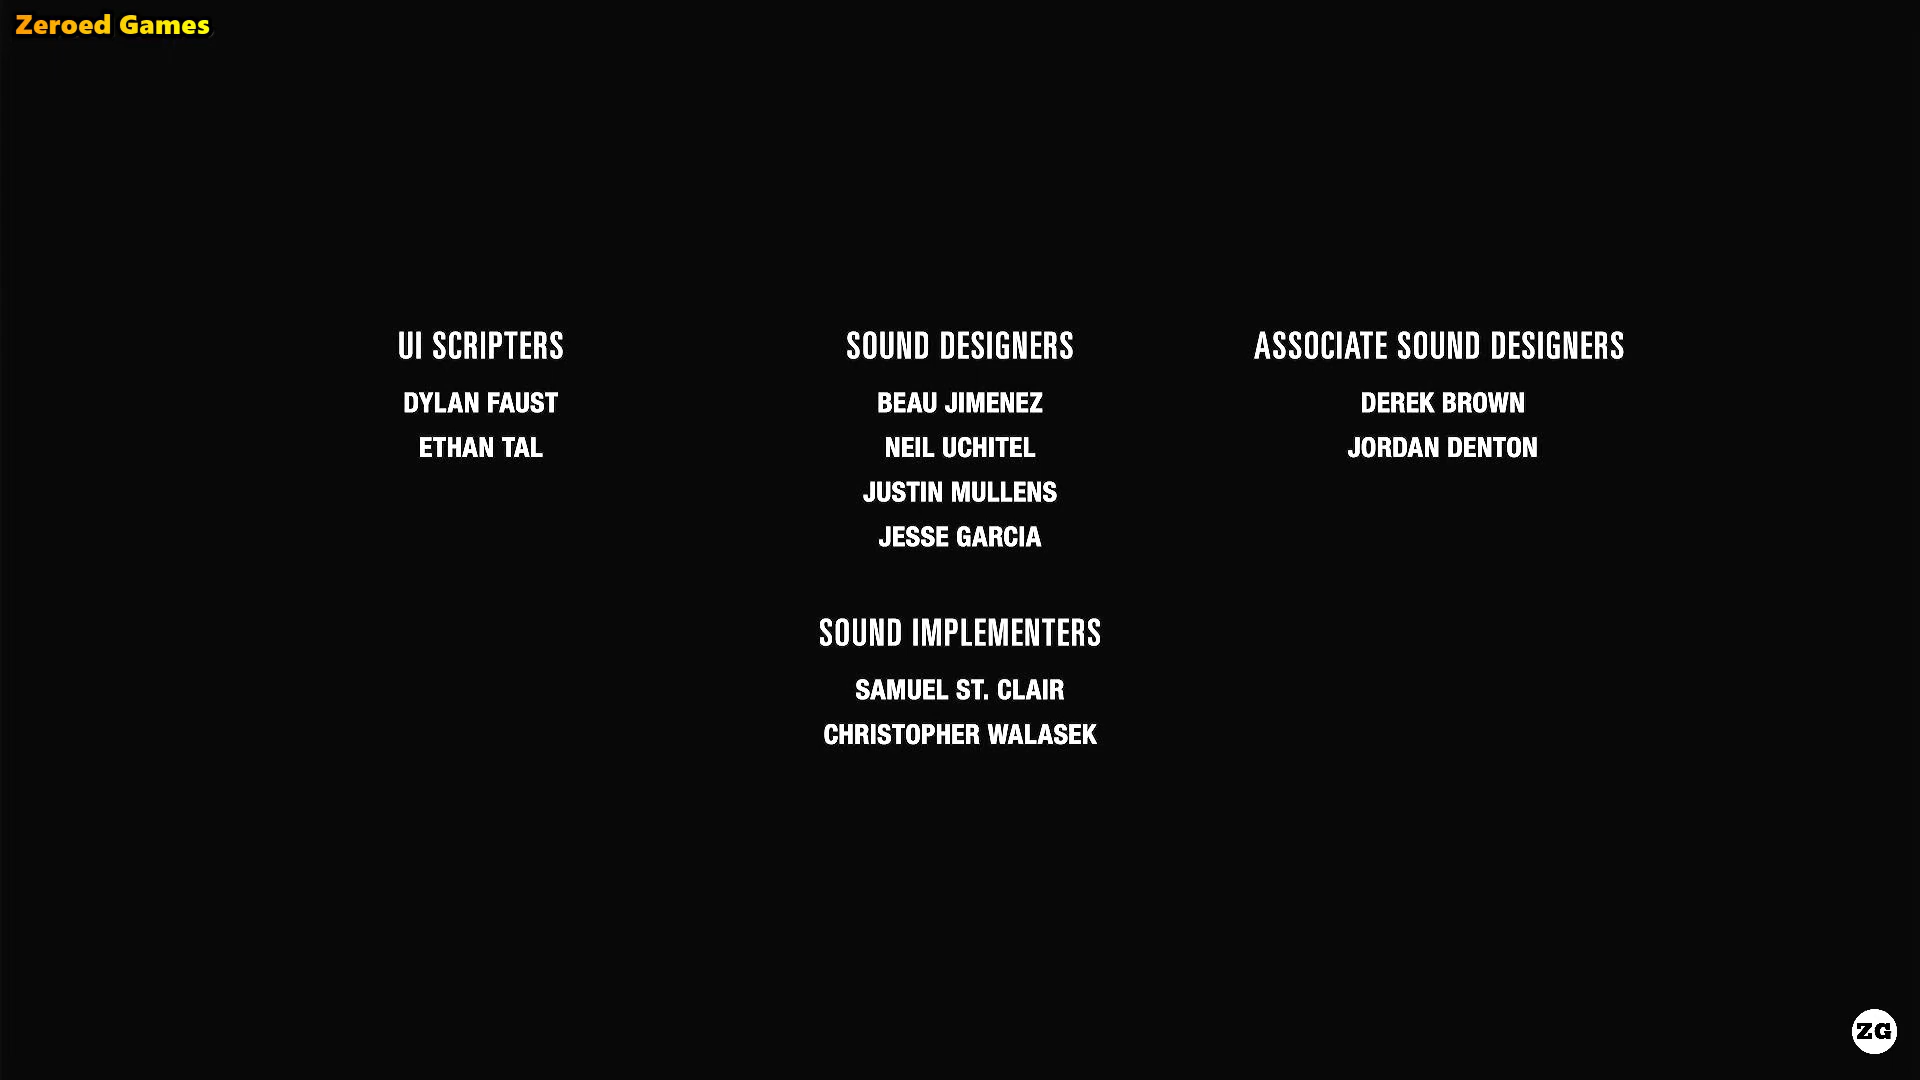 Zeroed Games
UI SCRIPTERS
DYLAN FAUST
ETHAN TAL
SOUND DESIGNERS
BEAU JIMENEZ
NEIL UCHITEL
JUSTIN MULLENS
JESSE GARCIA
SOUND IMPLEMENTERS
SAMUEL ST. CLAIR
CHRISTOPHER WALASEK
ASSOCIATE SOUND DESIGNERS
DEREK BROWN
JORDAN DENTON
ZG